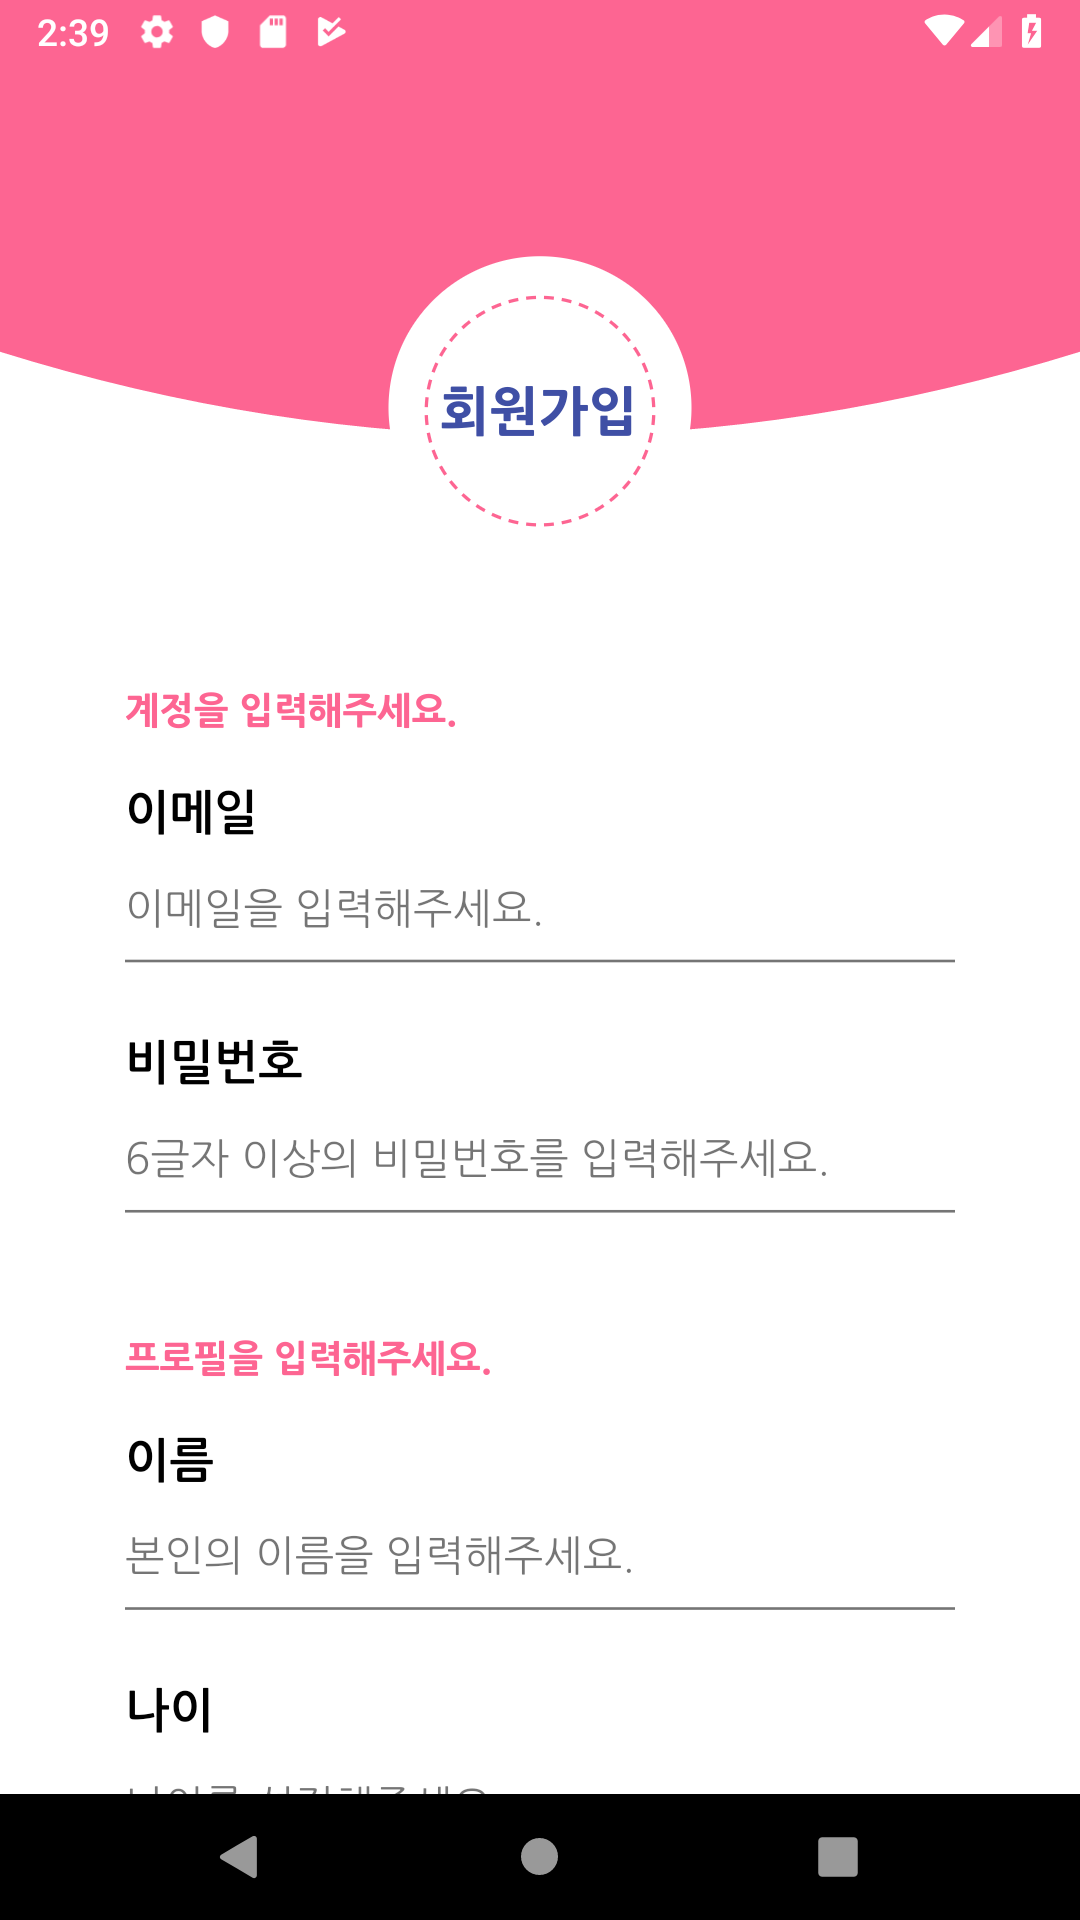 2:39
회원가입
계정을 입력해주세요.
이메일
이메일을 입력해주세요.
비밀번호
6글자 이상의 비밀번호를 입력해주세요.
프로필을 입력해주세요.
이름
본인의 이름을 입력해주세요.
나이